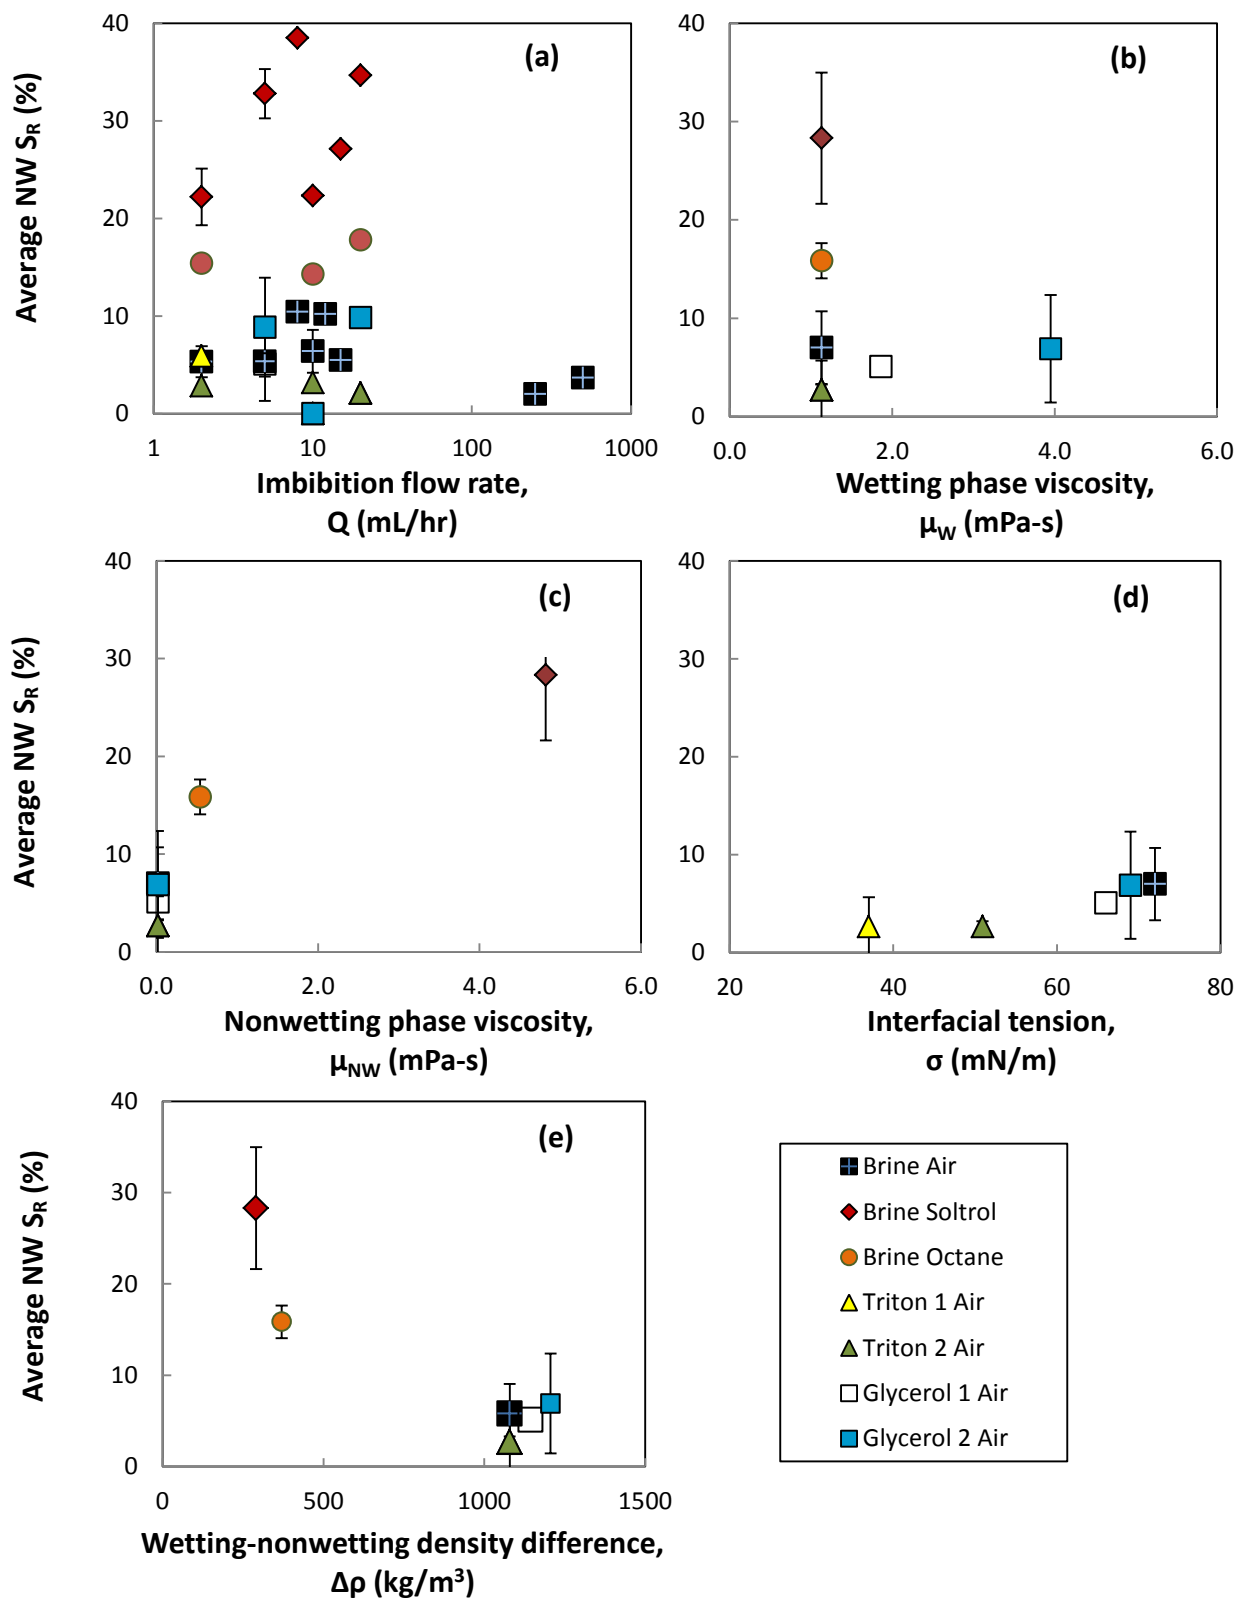 40
30
20
10
0
Average NW S_R (%)
(a)
1 10 100 1000
Imbibition flow rate,
Q (mL/hr)
40
30
20
10
0
(b)
0.0 2.0 4.0 6.0
Wetting phase viscosity,
μ_W (mPa-s)
40
30
20
10
0
Average NW S_R (%)
(c)
0.0 2.0 4.0 6.0
Nonwetting phase viscosity,
μ_NW (mPa-s)
40
30
20
10
0
(d)
20 40 60 80
Interfacial tension,
σ (mN/m)
40
30
20
10
0
Average NW S_R (%)
(e)
0 500 1000 1500
Wetting-nonwetting density difference,
Δρ (kg/m³)
Brine Air
Brine Soltrol
Brine Octane
Triton 1 Air
Triton 2 Air
Glycerol 1 Air
Glycerol 2 Air